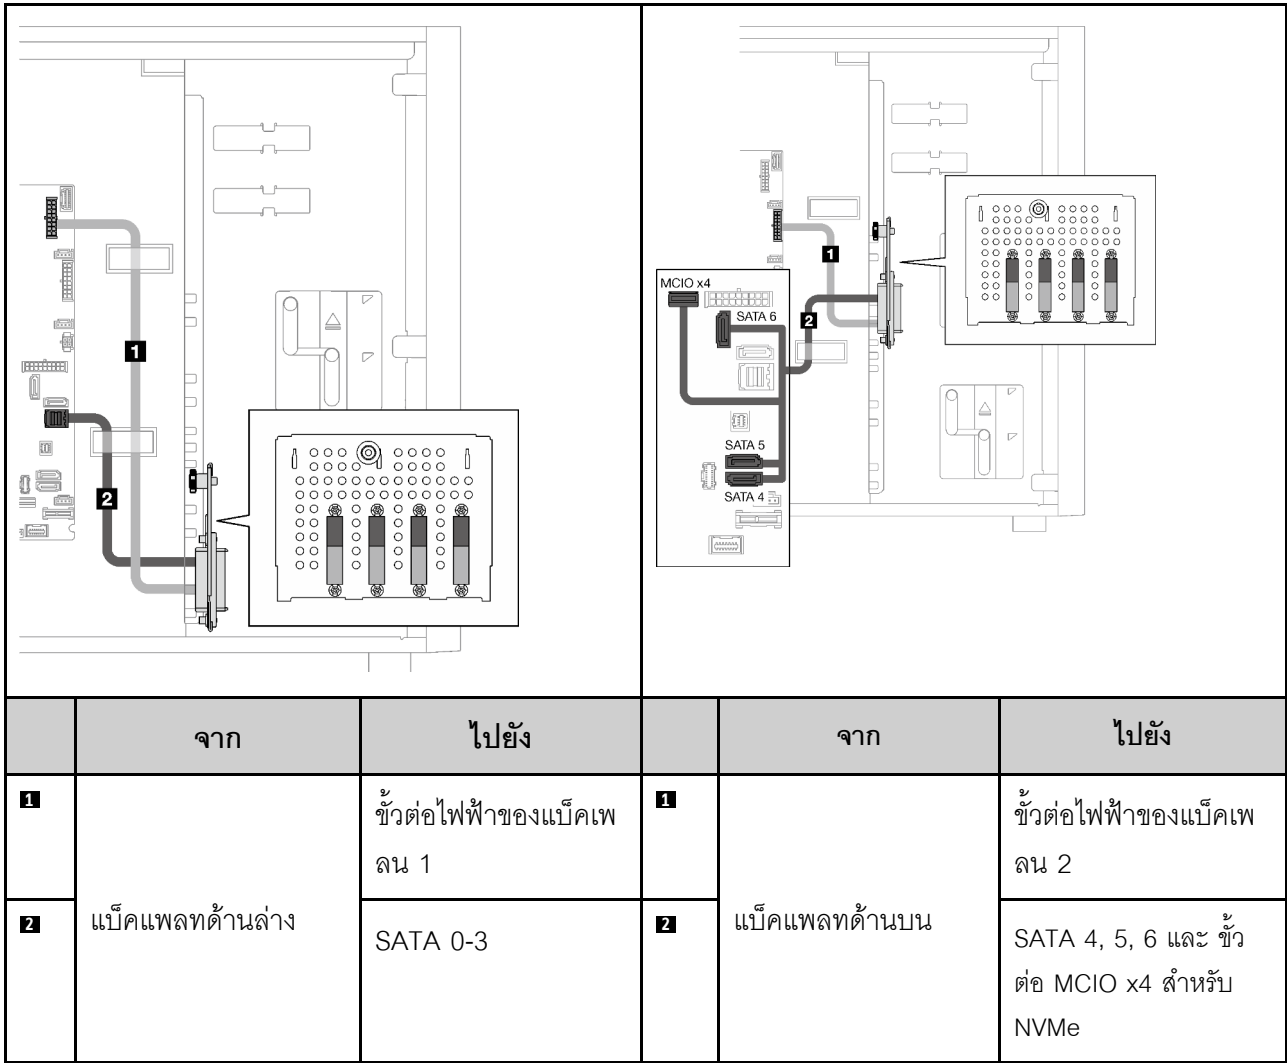 1
2
MCIO x4
SATA 6
1
2
SATA 5
SATA 4
จาก
ไปยัง
จาก
ไปยัง
1
แบ็คแพลทด้านล่าง
ขั้วต่อไฟฟ้าของแบ็คเพ
ลน 1
1
แบ็คแพลทด้านบน
ขั้วต่อไฟฟ้าของแบ็คเพ
ลน 2
2
SATA 0-3
2
SATA 4, 5, 6 และ ขั้ว
ต่อ MCIO x4 สำหรับ
NVMe